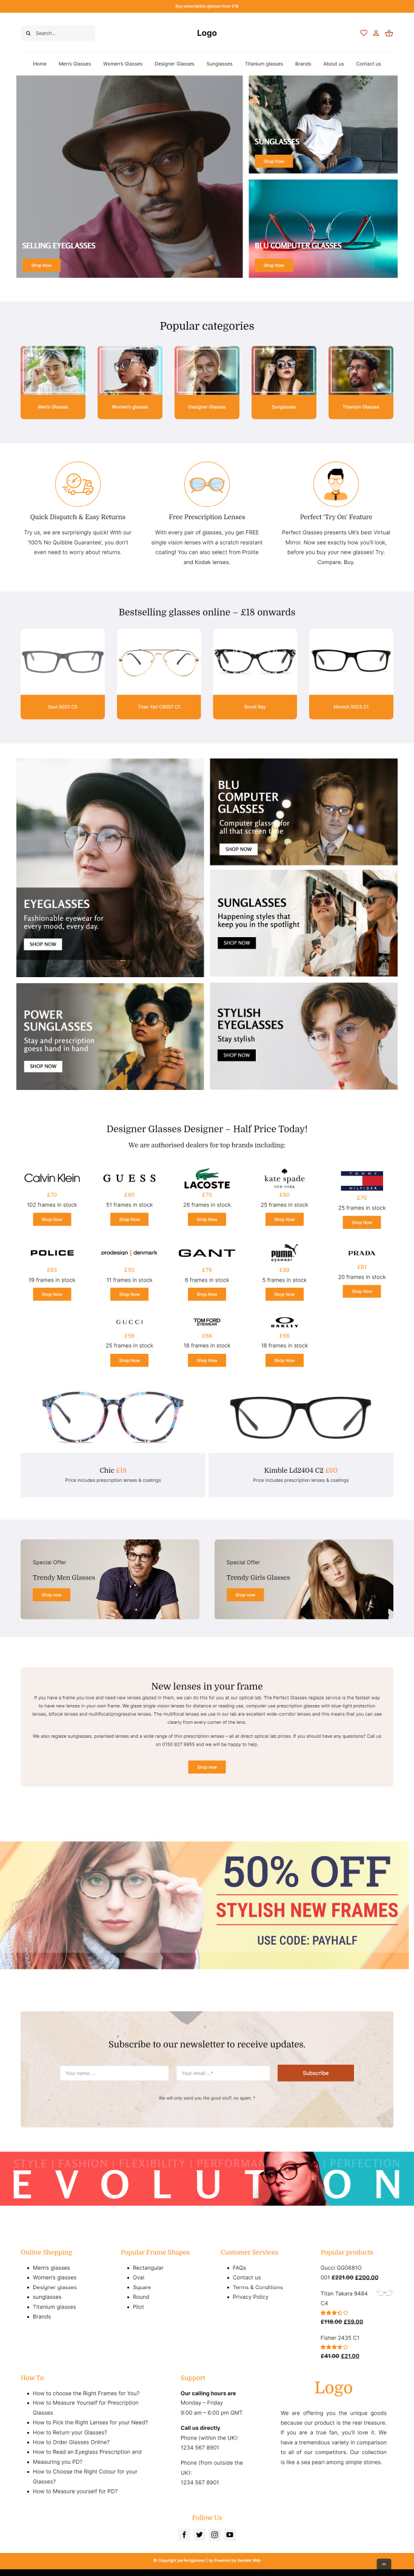 Buy prescription glasses from £18
Search...
Logo
Home Men's Glasses Women's Glasses Designer Glasses Sunglasses Titanium glasses Brands About us Contact us
SELLING EYEGLASSES
Shop Now
SUNGLASSES
Shop Now
BLU COMPUTER GLASSES
Shop Now
Popular categories
Men's Glasses
Women's glasses
Designer Glasses
Sunglasses
Titanium Glasses
Quick Dispatch & Easy Returns
Try us, we are surprisingly quick! With our
'100% No Quibble Guarantee', you don't
even need to worry about returns.
Free Prescription Lenses
With every pair of glasses, you get FREE
single vision lenses with a scratch resistant
coating! You can also select from Prolite
and Kodak lenses.
Perfect 'Try On' Feature
Perfect Glasses presents UK's best Virtual
Mirror. Now see exactly how you'll look,
before you buy your new glasses! Try.
Compare. Buy.
Bestselling glasses online – £18 onwards
Soul S023 C2
Titan Yari C9007 C1
Bondi Ray
Munich S023 C1
EYEGLASSES
Fashionable eyewear for
every mood, every day.
SHOP NOW
BLU
COMPUTER
GLASSES
Computer glasses for
all that screen time
SHOP NOW
SUNGLASSES
Happening styles that
keep you in the spotlight
SHOP NOW
POWER
SUNGLASSES
Stay and prescription
goess hand in hand
SHOP NOW
STYLISH
EYEGLASSES
Stay stylish
SHOP NOW
Designer Glasses Designer – Half Price Today!
We are authorised dealers for top brands including:
Calvin Klein
£70
102 frames in stock
Shop Now
GUESS
£60
51 frames in stock
Shop Now
LACOSTE
£70
26 frames in stock
Shop Now
kate spade
NEW YORK
£60
25 frames in stock
Shop Now
TOMMY
HILFIGER
£70
25 frames in stock
Shop Now
POLICE
£65
19 frames in stock
Shop Now
prodesign denmark
£50
11 frames in stock
Shop Now
GANT
£79
6 frames in stock
Shop Now
PUMA
eyewear
£89
5 frames in stock
Shop Now
PRADA
£81
20 frames in stock
Shop Now
GUCCI
£56
25 frames in stock
Shop Now
TOM FORD
EYEWEAR
£66
18 frames in stock
Shop Now
OAKLEY
£66
18 frames in stock
Shop Now
Chic £18
Price includes prescription lenses & coatings
Kimble Ld2404 C2 £60
Price includes prescription lenses & coatings
Special Offer
Trendy Men Glasses
Shop now
Special Offer
Trendy Girls Glasses
Shop now
New lenses in your frame
If you have a frame you love and need new lenses glazed in them, we can do this for you at our optical lab. The Perfect Glasses reglaze service is the fastest way
to have new lenses in your own frame. We glaze single vision lenses for distance or reading use, computer use prescription glasses with blue-light protection
lenses, bifocal lenses and multifocal/progressive lenses. The multifocal lenses we use in our lab are excellent wide-corridor lenses and this means that you can see
clearly from every corner of the lens.
We also reglaze sunglasses, polarised lenses and a wide range of thin prescription lenses – all at direct optical lab prices. If you should have any questions? Call us
on 0150 927 9955 and we will be happy to help.
Shop now
50% OFF
STYLISH NEW FRAMES
USE CODE: PAYHALF
Subscribe to our newsletter to receive updates.
Your name ...
Your email ...*
Subscribe
We will only send you the good stuff, no spam. *
STYLE | FASHION | FLEXIBILITY | PERFORMA PERFECTION
EVOLUTION
Online Shopping
Men's glasses
Women's glasses
Designer glasses
sunglasses
Titanium glasses
Brands
Popular Frame Shapes
Rectangular
Oval
Square
Round
Pilot
Customer Services
FAQs
Contact us
Terms & Conditions
Privacy Policy
Popular products
Gucci GG0681O
001 £221.00 £200.00
Titan Takara 9484
C4
£118.00 £59.00
Fisher 2435 C1
£41.00 £21.00
How To
How to choose the Right Frames for You?
How to Measure Yourself for Prescription
Glasses
How to Pick the Right Lenses for your Need?
How to Return your Glasses?
How to Order Glasses Online?
How to Read an Eyeglass Prescription and
Measuring you PD?
How to Choose the Right Colour for your
Glasses?
How to Measure yourself for PD?
Support
Our calling hours are
Monday – Friday
9:00 am – 6:00 pm GMT
Call us directly
Phone (within the UK):
1234 567 8901
Phone (from outside the
UK):
1234 567 8901
Logo
We are offering you the unique goods
because our product is the real treasure.
If you are a true fan, you'll love it. We
have a tremendous variety in comparison
to all of our competitors. Our collection
is like a sea pearl among simple stones.
Follow Us